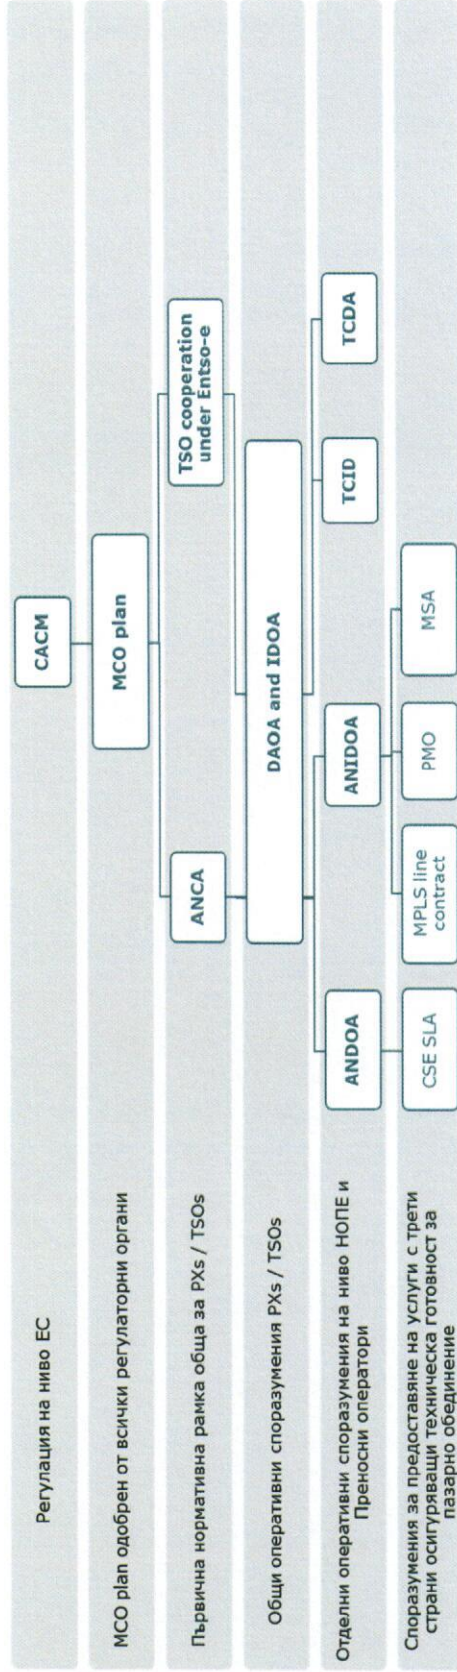 Регулация на ниво ЕС
CACM
MCO plan одобрен от всички регулаторни органи
MCO plan
Първична нормативна рамка обща за PXs / TSOs
ANCA
TSO cooperation
under Entso-e
Общи оперативни споразумения PXs / TSOs
DAOA and IDOA
Отделни оперативни споразумения на ниво НОПЕ и
Преносни оператори
ANDOA
ANIDOA
TCID
TCDA
Споразумения за предоставяне на услуги с трети
страни осигуряващи техническа готовност за
пазарно обединение
CSE SLA
MPLS line
contract
PMO
MSA